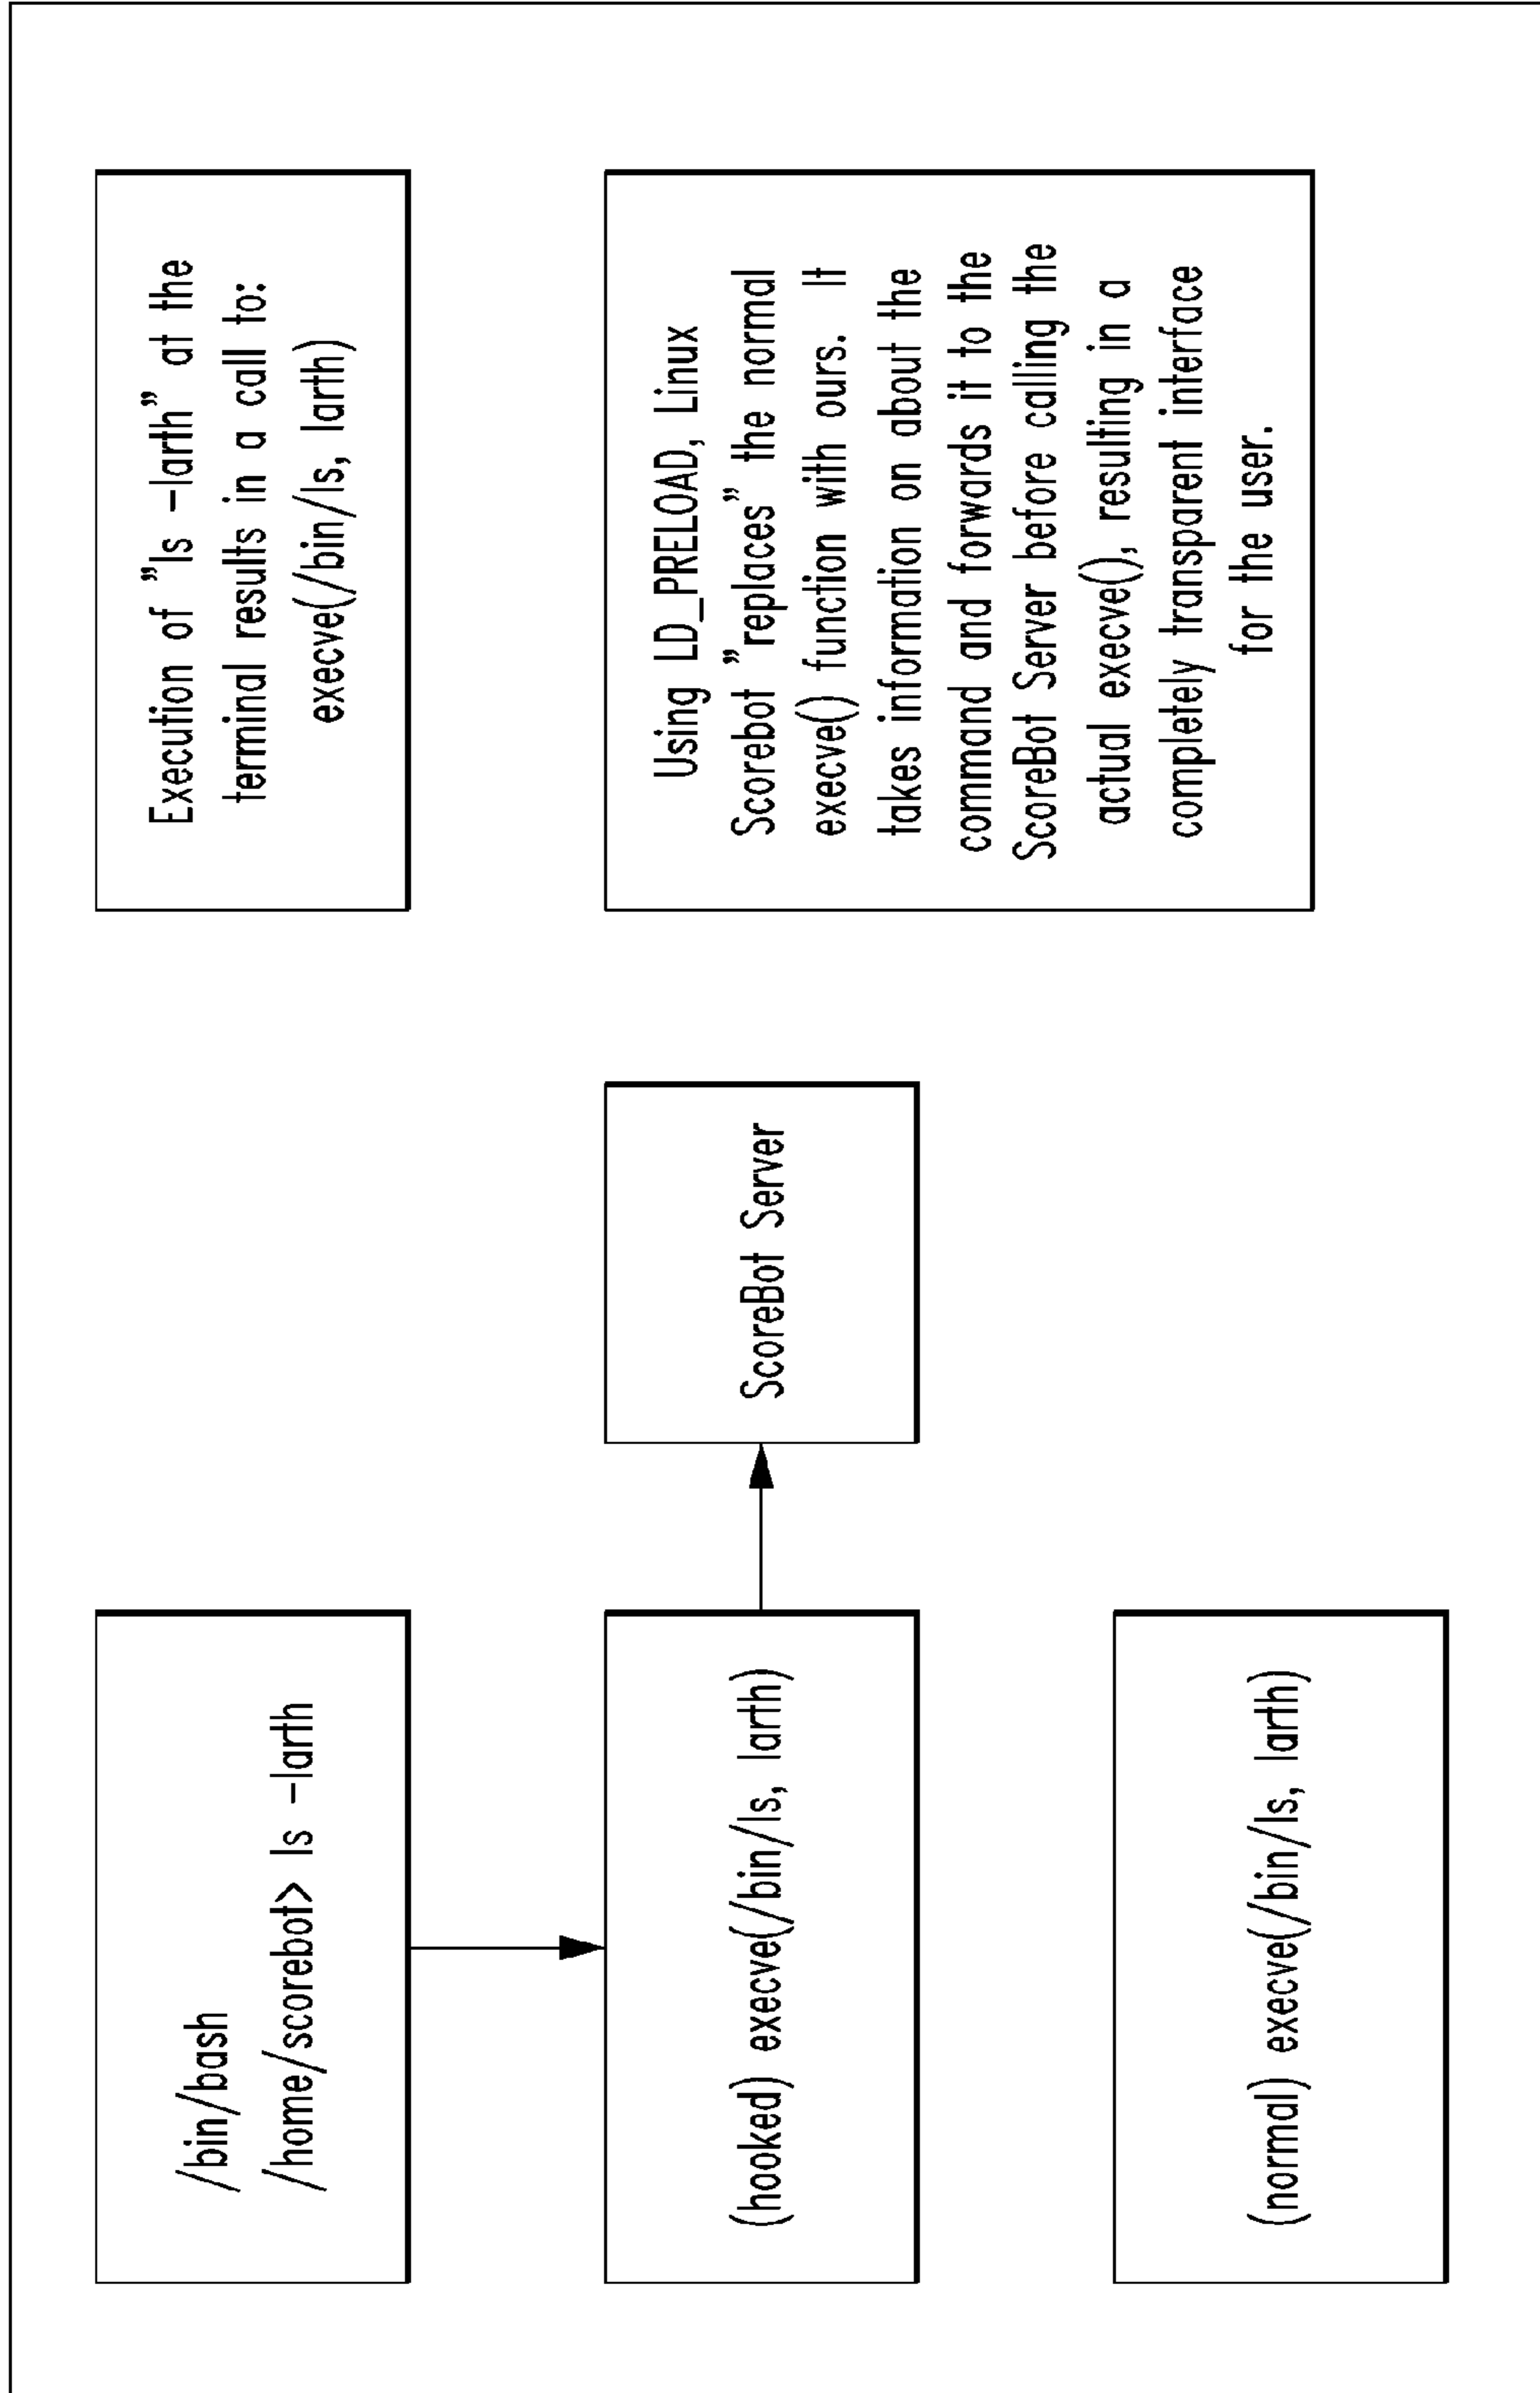 /bin/bash
/home/scorebot> ls -larth
Execution of "ls -larth" at the
terminal results in a call to:
execve(/bin/ls, larth)
(hooked) execve(/bin/ls, larth)
ScoreBot Server
Using LD_PRELOAD, Linux
Scorebot "replaces" the normal
execve() function with ours. It
takes information on about the
command and forwards it to the
ScoreBot Server before calling the
actual execve(), resulting in a
completely transparent interface
for the user.
(normal) execve(/bin/ls, larth)